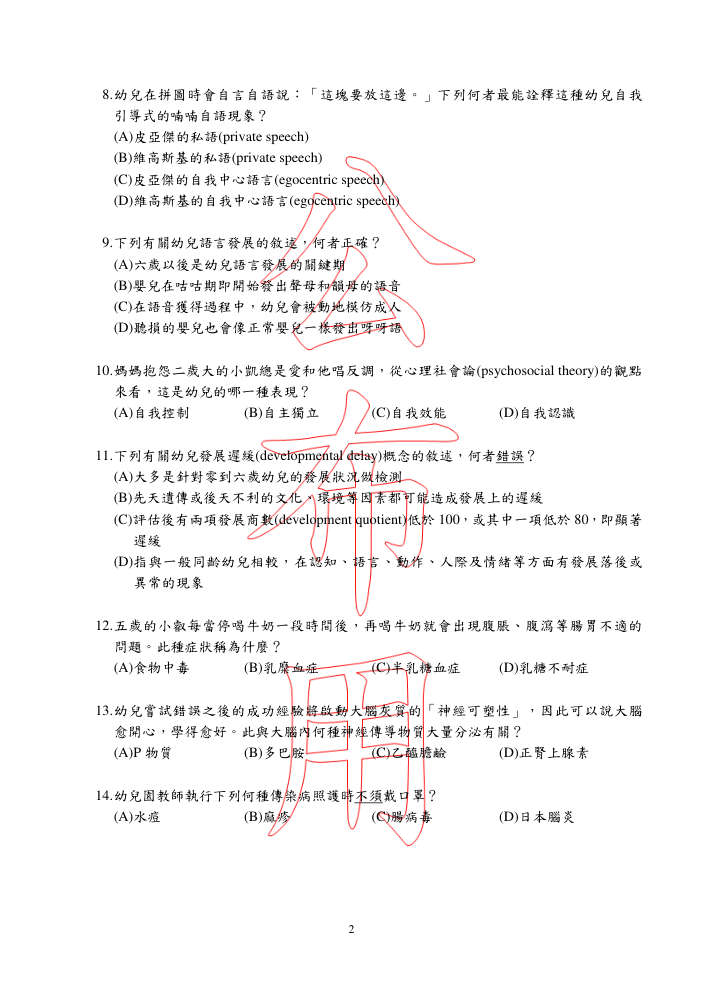 8.幼兒在拼圖時會自言自語說：「這塊要放這邊。」下列何者最能詮釋這種幼兒自我
引導式的喃喃自語現象？
(A)皮亞傑的私語(private speech)
(B)維高斯基的私語(private speech)
(C)皮亞傑的自我中心語言(egocentric speech)
(D)維高斯基的自我中心語言(egocentric speech)
9.下列有關幼兒語言發展的敘述，何者正確？
(A)六歲以後是幼兒語言發展的關鍵期
(B)嬰兒在咕咕期即開始發出聲母和韻母的語音
(C)在語音獲得過程中，幼兒會被動地模仿成人
(D)聽損的嬰兒也會像正常嬰兒一樣發出呀呀語
10.媽媽抱怨二歲大的小凱總是愛和他唱反調，從心理社會論(psychosocial theory)的觀點
來看，這是幼兒的哪一種表現？
(A)自我控制 (B)自主獨立 (C)自我效能 (D)自我認識
11.下列有關幼兒發展遲緩(developmental delay)概念的敘述，何者錯誤？
(A)大多是針對零到六歲幼兒的發展狀況做檢測
(B)先天遺傳或後天不利的文化、環境等因素都可能造成發展上的遲緩
(C)評估後有兩項發展商數(development quotient)低於 100，或其中一項低於 80，即顯著
遲緩
(D)指與一般同齡幼兒相較，在認知、語言、動作、人際及情緒等方面有發展落後或
異常的現象
12.五歲的小叡每當停喝牛奶一段時間後，再喝牛奶就會出現腹脹、腹瀉等腸胃不適的
問題。此種症狀稱為什麼？
(A)食物中毒 (B)乳糜血症 (C)半乳糖血症 (D)乳糖不耐症
13.幼兒嘗試錯誤之後的成功經驗將啟動大腦灰質的「神經可塑性」，因此可以說大腦
愈開心，學得愈好。此與大腦內何種神經傳導物質大量分泌有關？
(A)P 物質 (B)多巴胺 (C)乙醯膽鹼 (D)正腎上腺素
14.幼兒園教師執行下列何種傳染病照護時不須戴口罩？
(A)水痘 (B)麻疹 (C)腸病毒 (D)日本腦炎
公布用
2